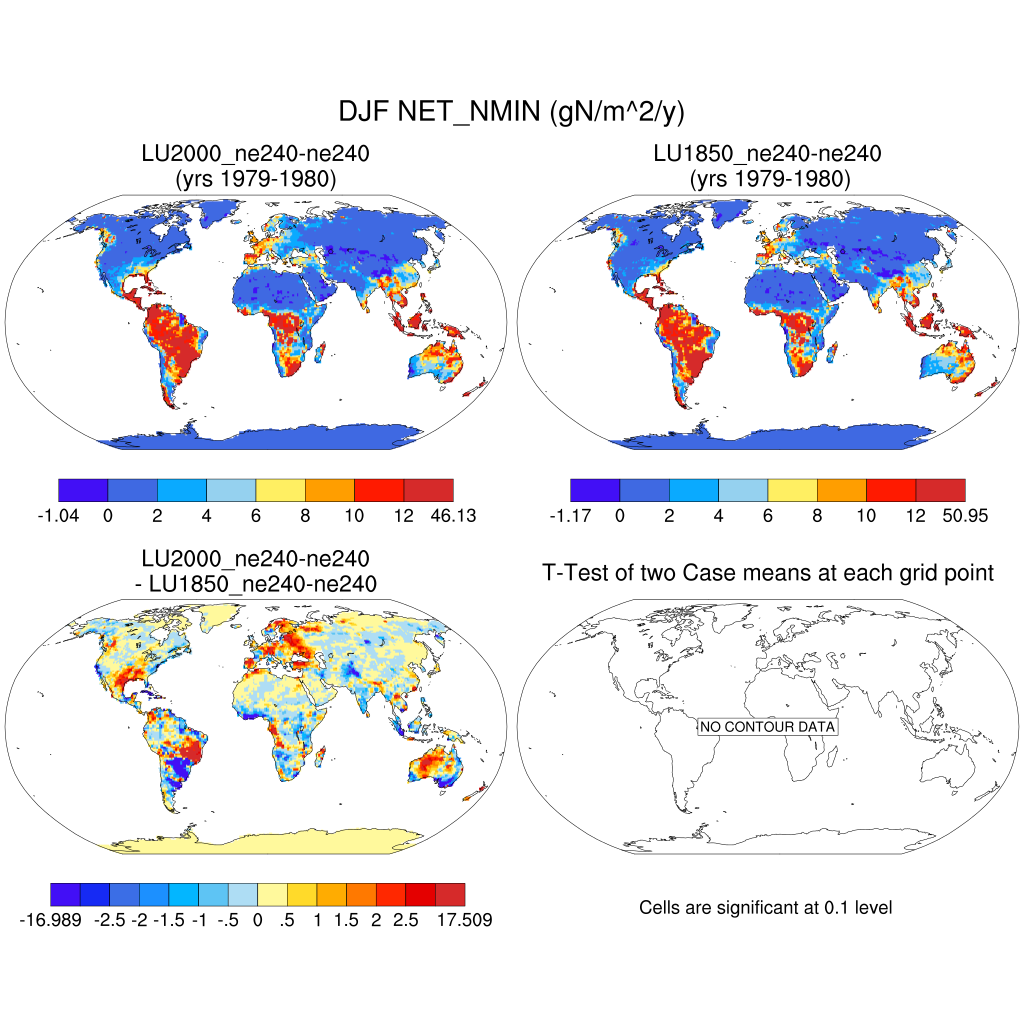 DJF NET_NMIN (gN/m^2/y)
LU2000_ne240-ne240
(yrs 1979-1980)
LU1850_ne240-ne240
(yrs 1979-1980)
-1.04 0 2 4 6 8 10 12 46.13
-1.17 0 2 4 6 8 10 12 50.95
LU2000_ne240-ne240
- LU1850_ne240-ne240
T-Test of two Case means at each grid point
NO CONTOUR DATA
-16.989 -2.5 -2 -1.5 -1 -.5 0 .5 1 1.5 2 2.5 17.509
Cells are significant at 0.1 level